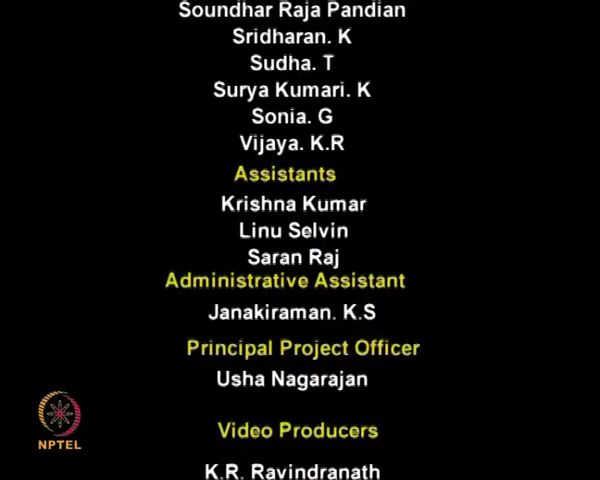 Soundhar Raja Pandian
Sridharan. K
Sudha. T
Surya Kumari. K
Sonia. G
Vijaya. K.R
Assistants
Krishna Kumar
Linu Selvin
Saran Raj
Administrative Assistant
Janakiraman. K.S
Principal Project Officer
Usha Nagarajan
Video Producers
K.R. Ravindranath
NPTEL